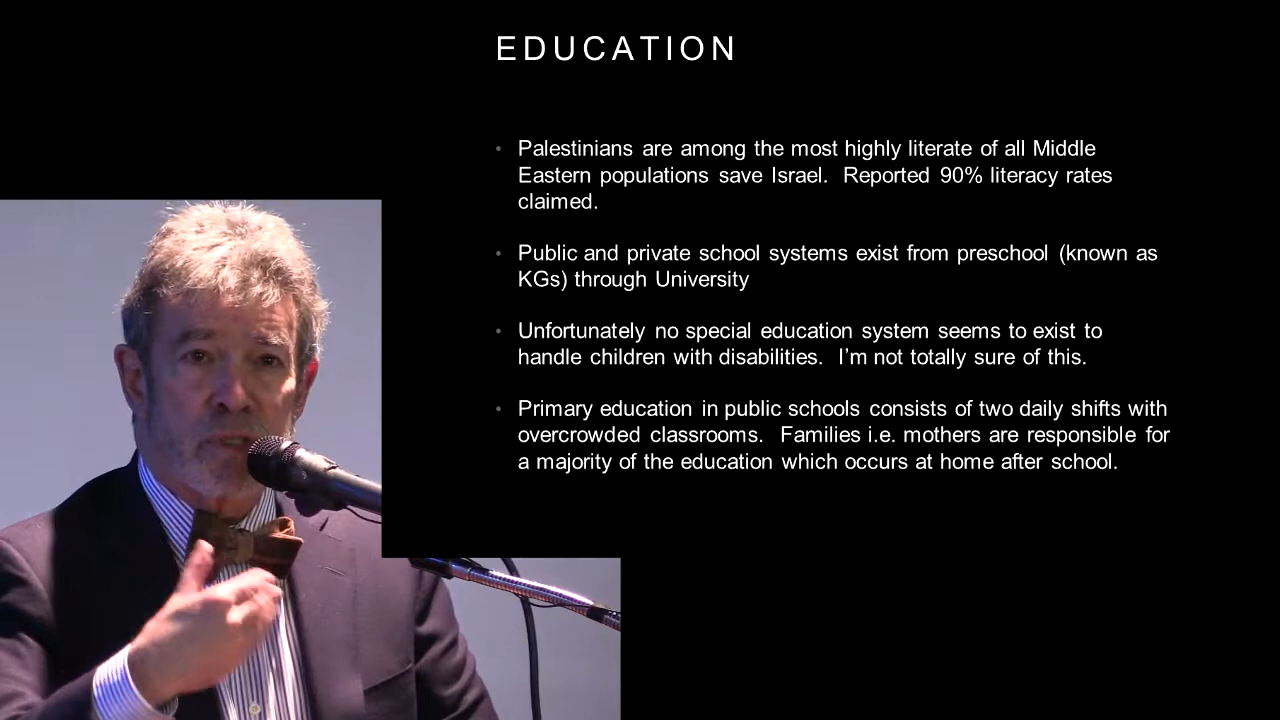 EDUCATION
• Palestinians are among the most highly literate of all Middle
Eastern populations save Israel.  Reported 90% literacy rates
claimed.
• Public and private school systems exist from preschool (known as
KGs) through University
• Unfortunately no special education system seems to exist to
handle children with disabilities.  I’m not totally sure of this.
• Primary education in public schools consists of two daily shifts with
overcrowded classrooms.  Families i.e. mothers are responsible for
a majority of the education which occurs at home after school.